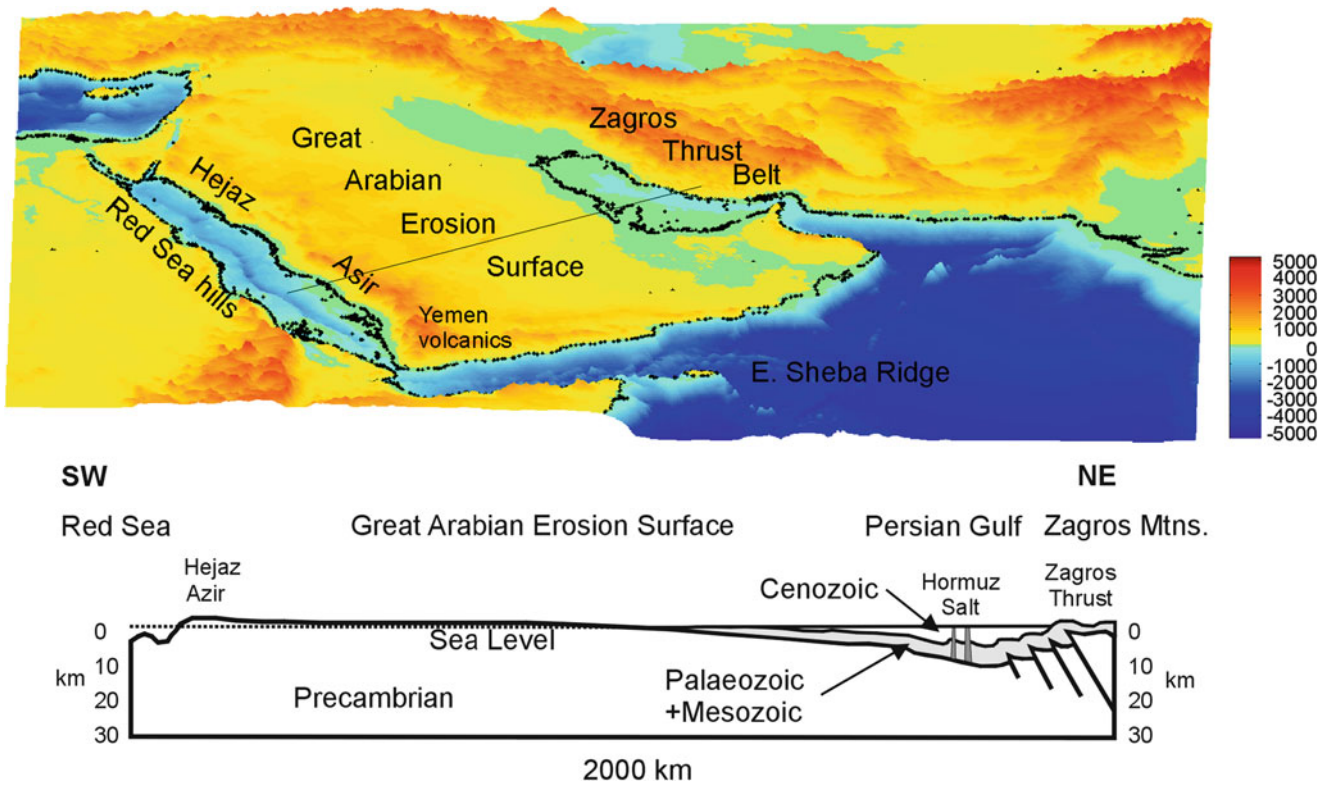 Great
Arabian
Erosion
Surface
Zagros
Thrust
Belt
Hejaz
Red Sea hills
Asir
Yemen
volcanics
E. Sheba Ridge
5000
4000
3000
2000
1000
0
-1000
-2000
-3000
-4000
-5000
SW
NE
Red Sea
Great Arabian Erosion Surface
Persian Gulf
Zagros Mtns.
Hejaz
Azir
Cenozoic
Hormuz
Salt
Zagros
Thrust
0
10
20
30
km
Sea Level
Precambrian
Palaeozoic
+Mesozoic
0
10
20
30
km
2000 km